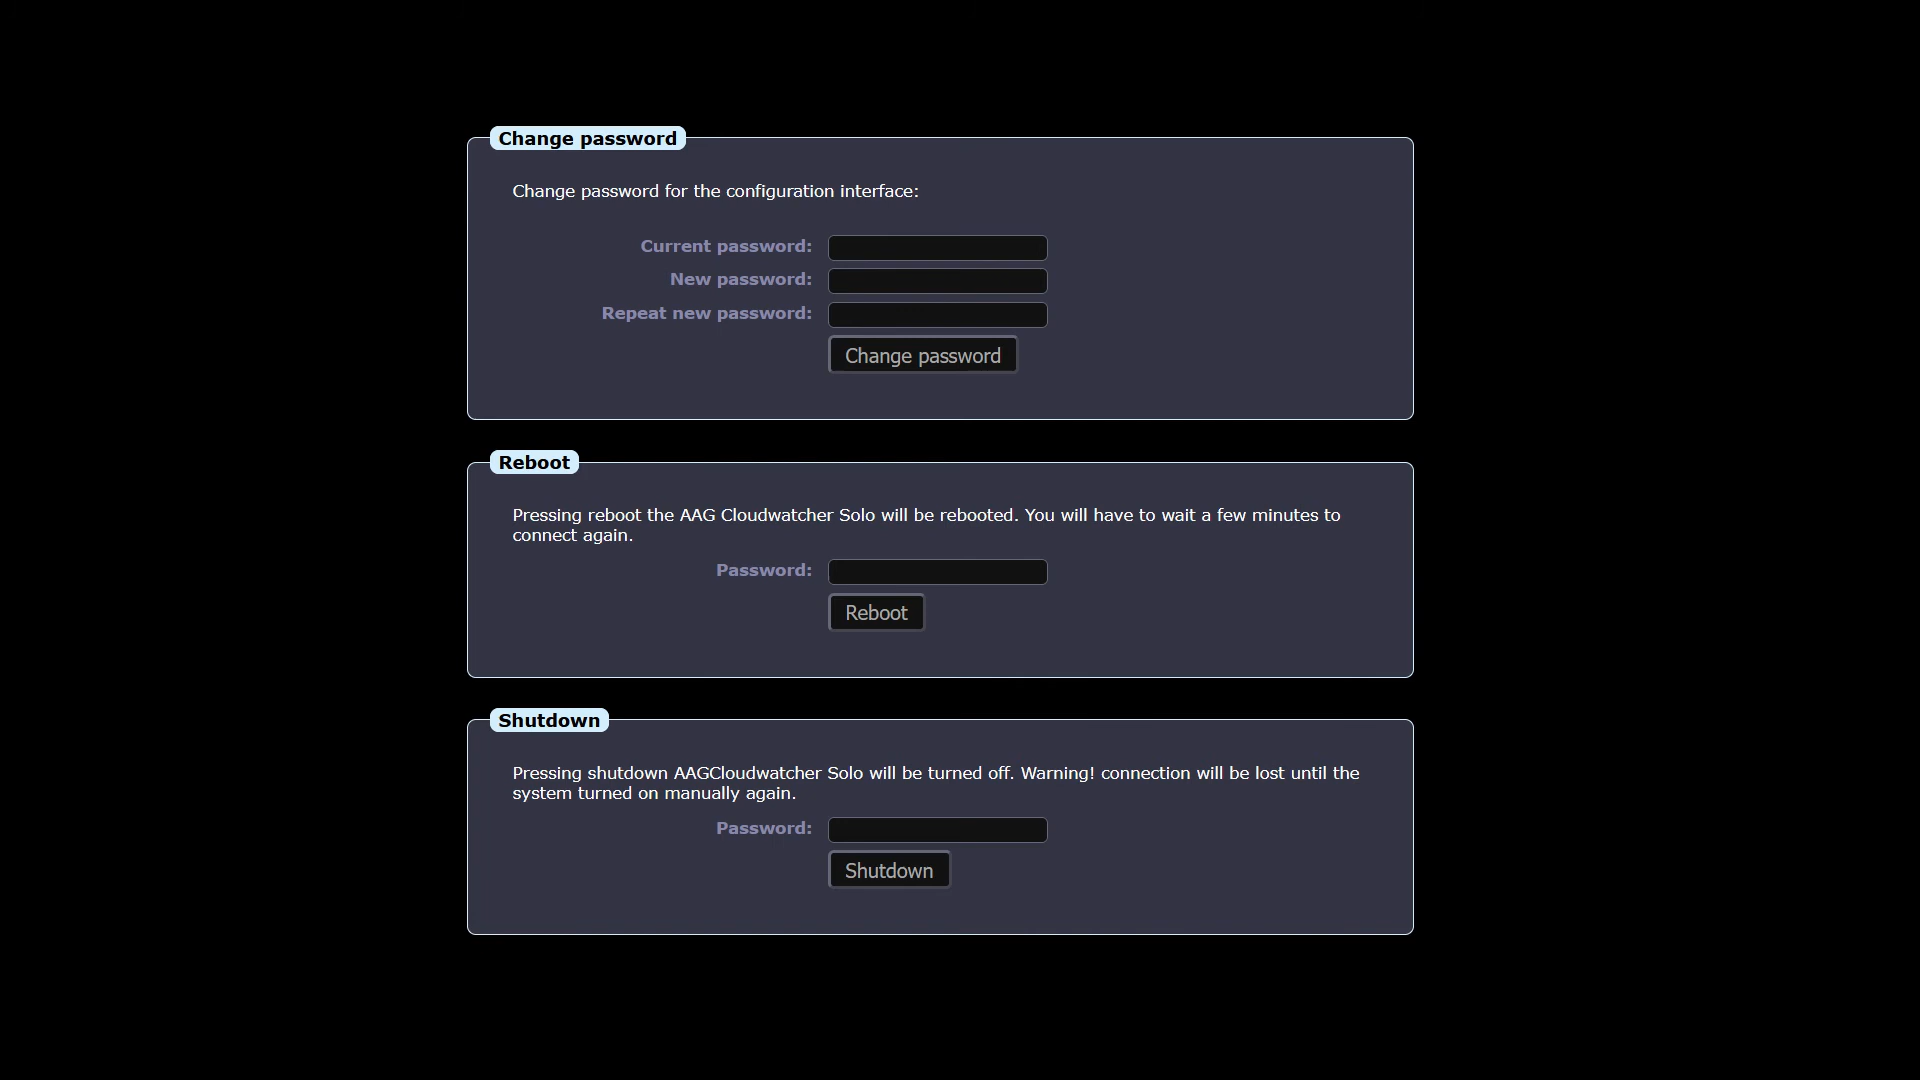 Change password
Change password for the configuration interface:
Current password:
New password:
Repeat new password:
Change password
Reboot
Pressing reboot the AAG Cloudwatcher Solo will be rebooted. You will have to wait a few minutes to
connect again.
Password:
Reboot
Shutdown
Pressing shutdown AAGCloudwatcher Solo will be turned off. Warning! connection will be lost until the
system turned on manually again.
Password:
Shutdown